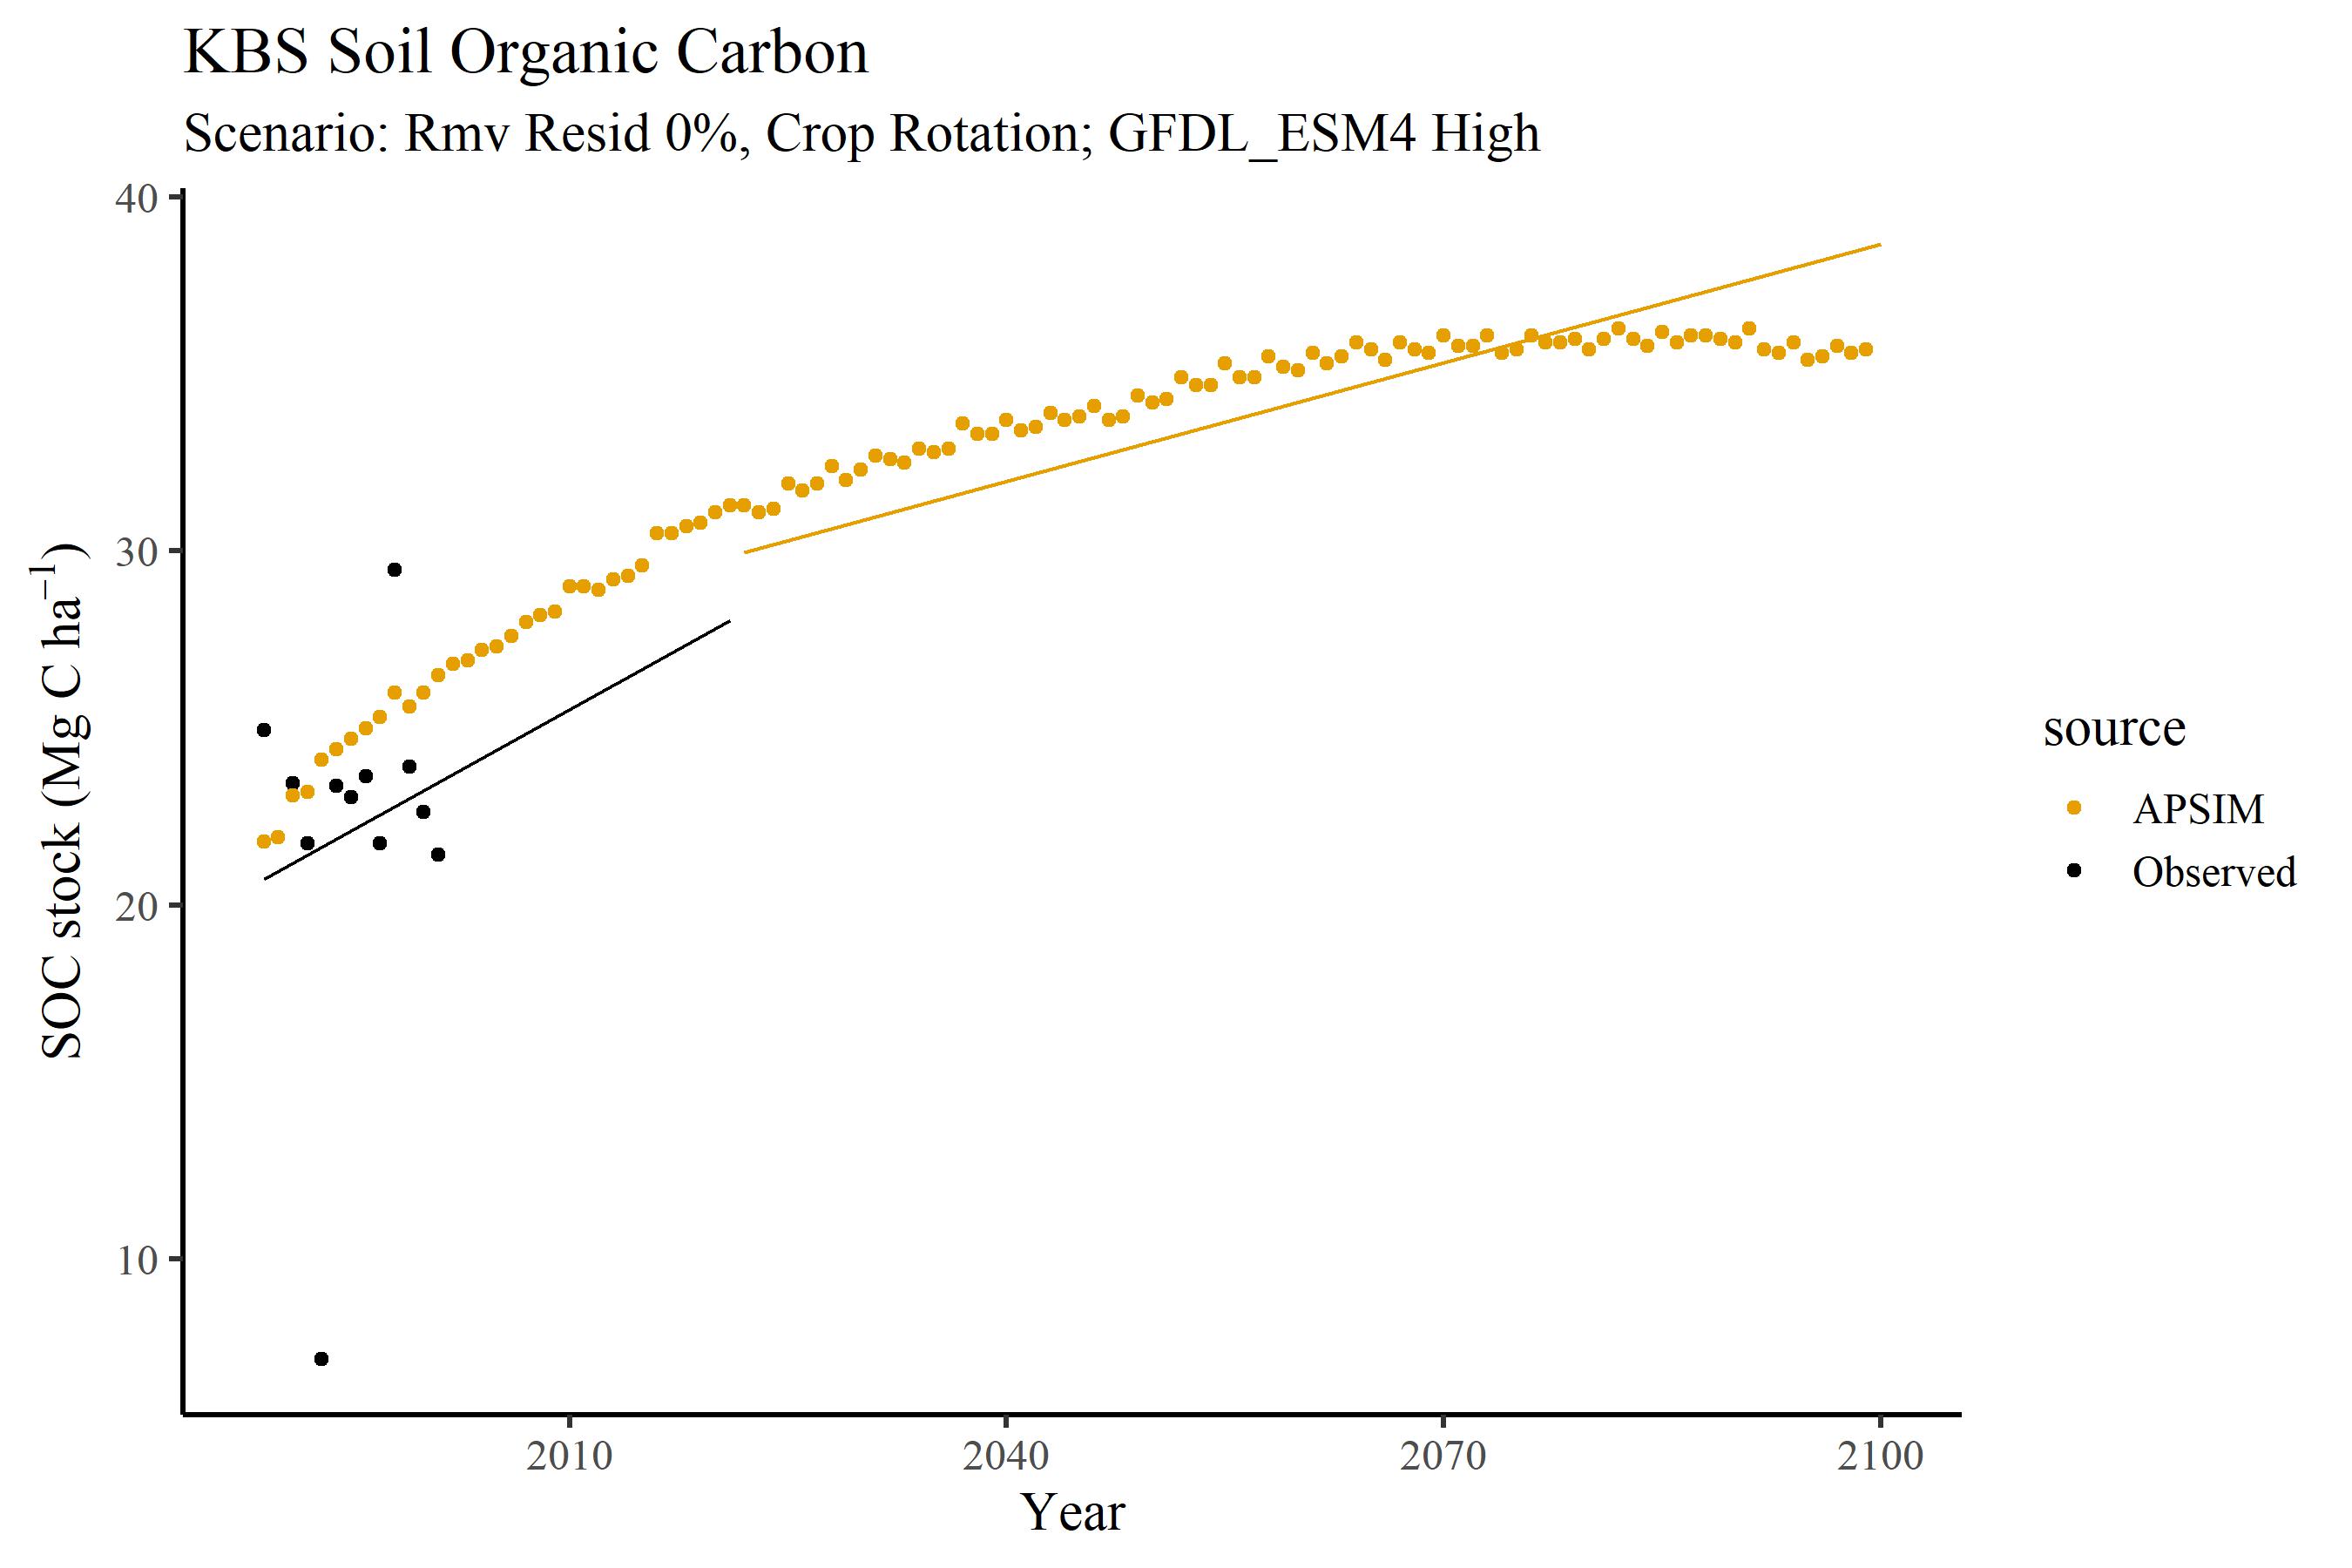 KBS Soil Organic Carbon
Scenario: Rmv Resid 0%, Crop Rotation; GFDL_ESM4 High
SOC stock (Mg C ha⁻¹)
40
30
20
10
2010 2040 2070 2100
Year
source
APSIM
Observed